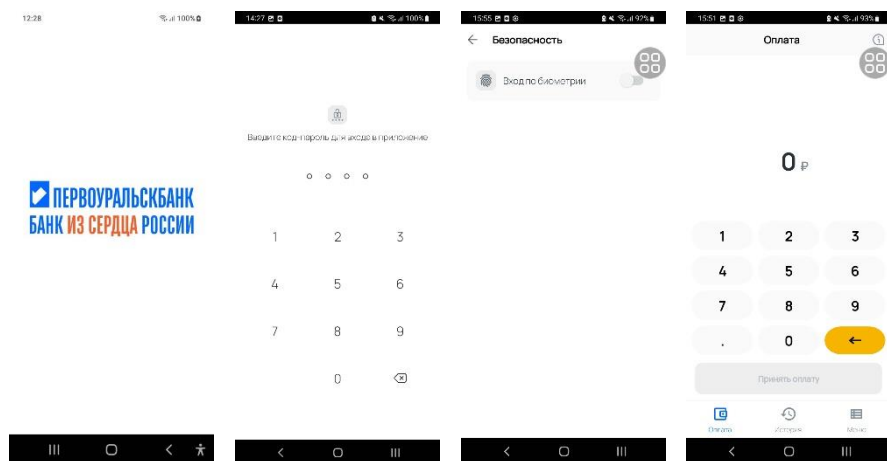 12:28
100%
ПЕРВОУРАЛЬСКБАНК
БАНК ИЗ СЕРДЦА РОССИИ
14:27
100%
Введите код-пароль для входа в приложение
1 2 3
4 5 6
7 8 9
0
15:55
92%
Безопасность
Вход по биометрии
15:51
93%
Оплата
0 ₽
1 2 3
4 5 6
7 8 9
. 0
Принять оплату
Оплата История Меню